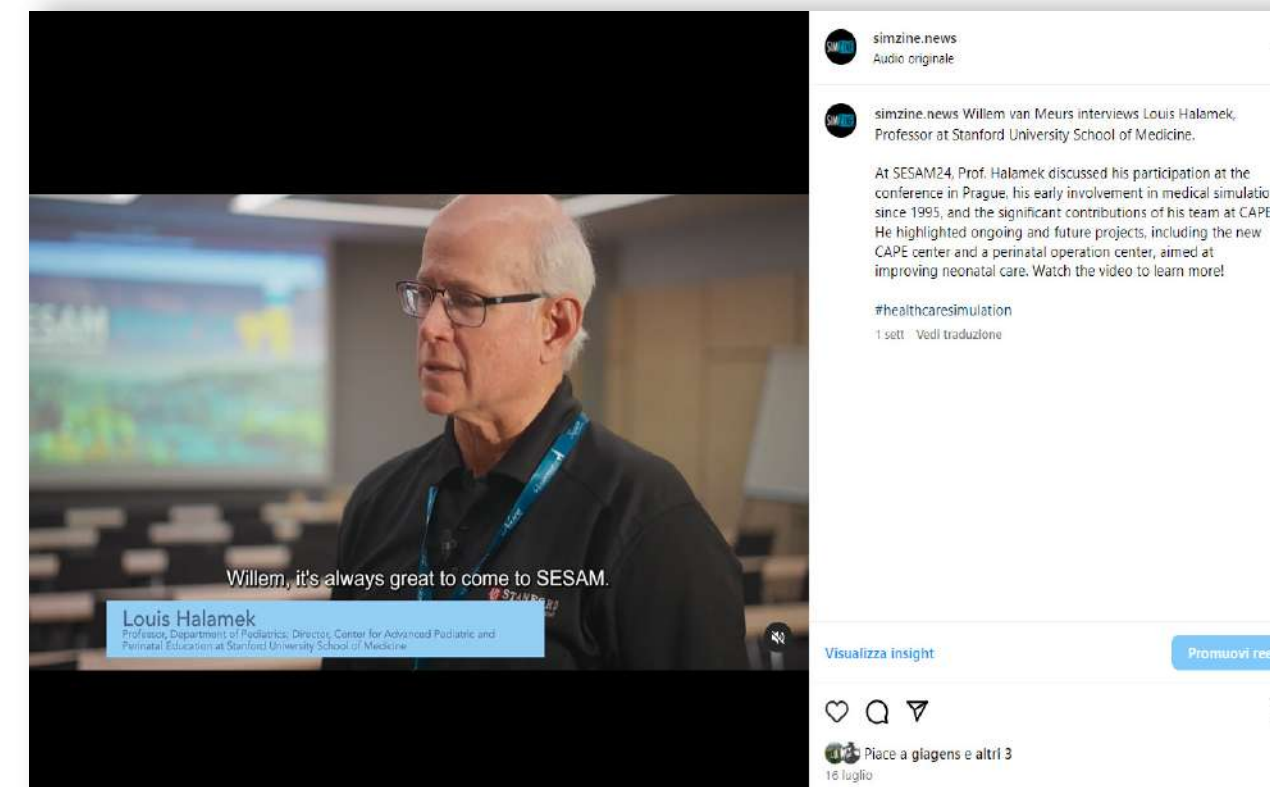 simzine.news
Audio originale
simzine.news Willem van Meurs interviews Louis Halamek,
Professor at Stanford University School of Medicine.
At SESAM24, Prof. Halamek discussed his participation at the
conference in Prague, his early involvement in medical simulatio
since 1995, and the significant contributions of his team at CAPE
He highlighted ongoing and future projects, including the new
CAPE center and a perinatal operation center, aimed at
improving neonatal care. Watch the video to learn more!
#healthcaresimulation
1 sett Vedi traduzione
ESAM
Willem, it's always great to come to SESAM.
STANFORD
Louis Halamek
Professor, Department of Pediatrics; Director, Center for Advanced Pediatric and
Perinatal Education at Stanford University School of Medicine
Visualizza insight
Promuovi ree
Piace a giagens e altri 3
16 luglio